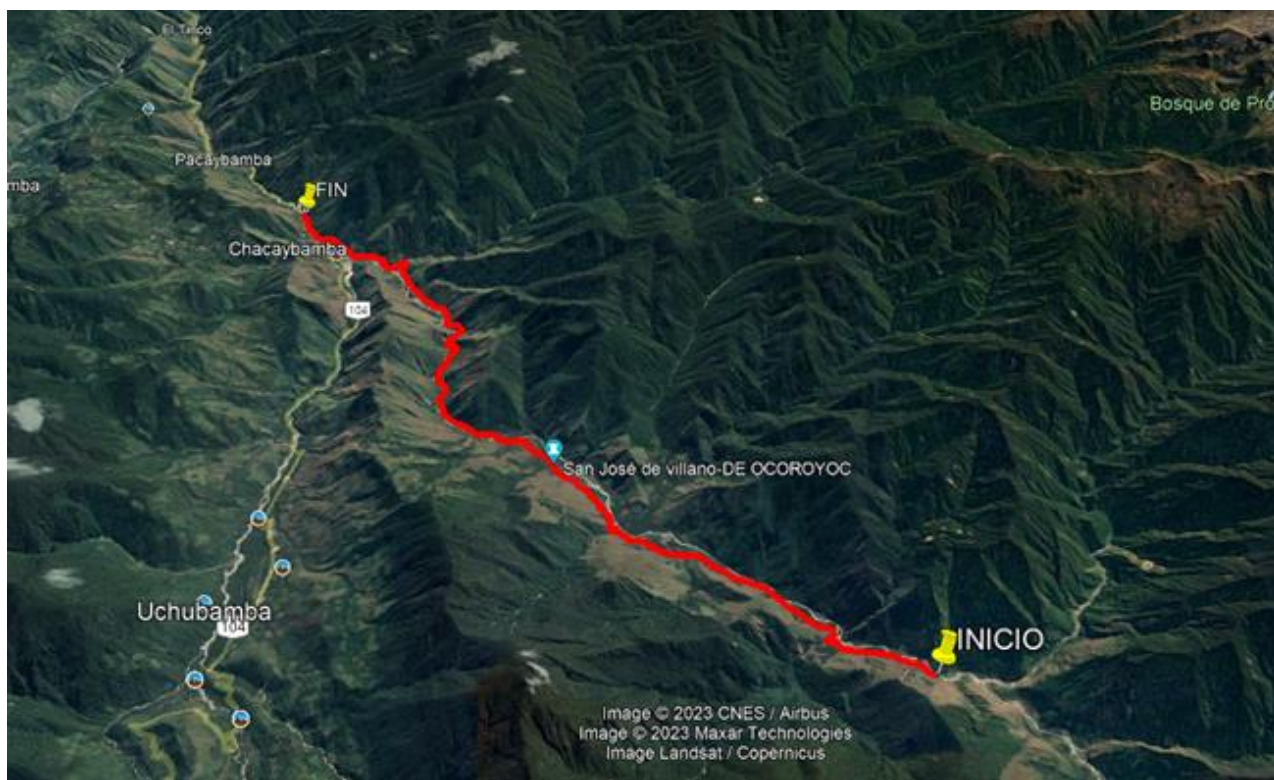 El Tinco
Bosque de Pro
Pacaybamba
mba
FIN
Chacaybamba
104
San José de villano-DE OCOROYOC
Uchubamba
104
INICIO
Image © 2023 CNES / Airbus
Image © 2023 Maxar Technologies
Image Landsat / Copernicus